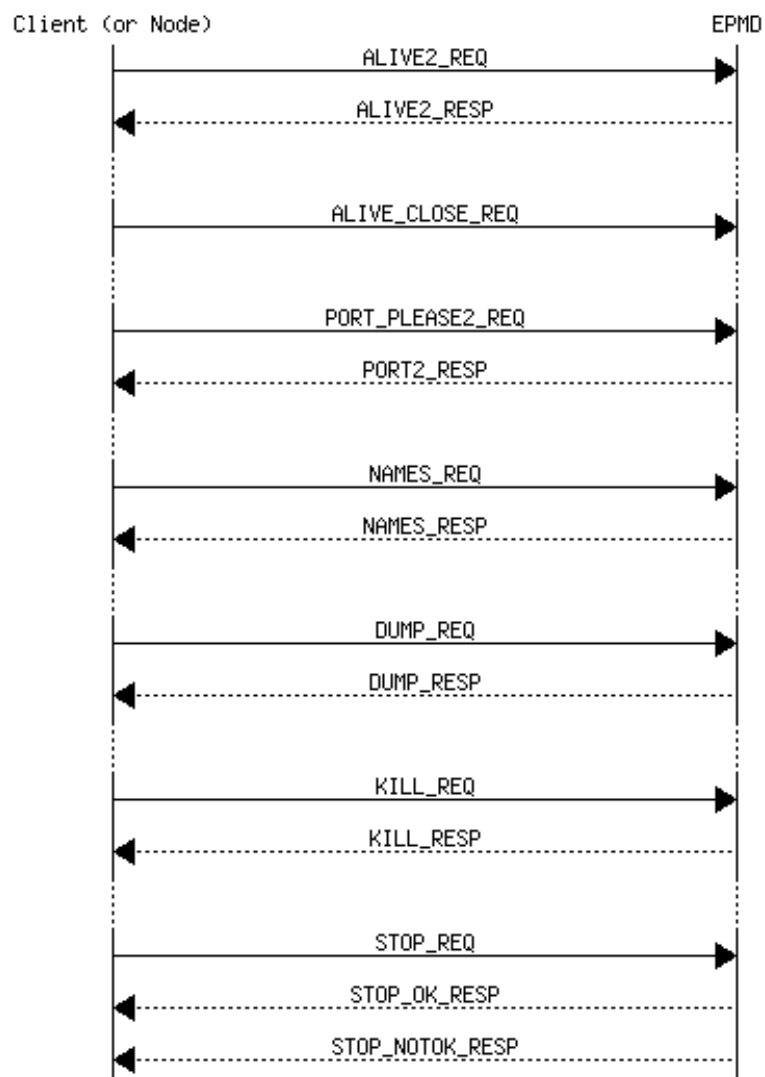 Client (or Node) EPMD
ALIVE2_REQ
ALIVE2_RESP
ALIVE_CLOSE_REQ
PORT_PLEASE2_REQ
PORT2_RESP
NAMES_REQ
NAMES_RESP
DUMP_REQ
DUMP_RESP
KILL_REQ
KILL_RESP
STOP_REQ
STOP_OK_RESP
STOP_NOTOK_RESP